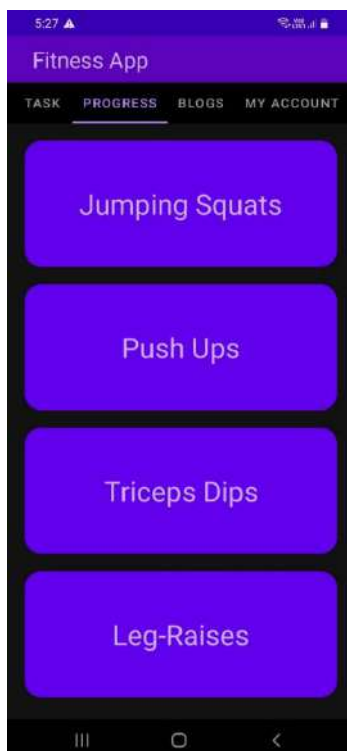 5:27
Fitness App
TASK PROGRESS BLOGS MY ACCOUNT
Jumping Squats
Push Ups
Triceps Dips
Leg-Raises